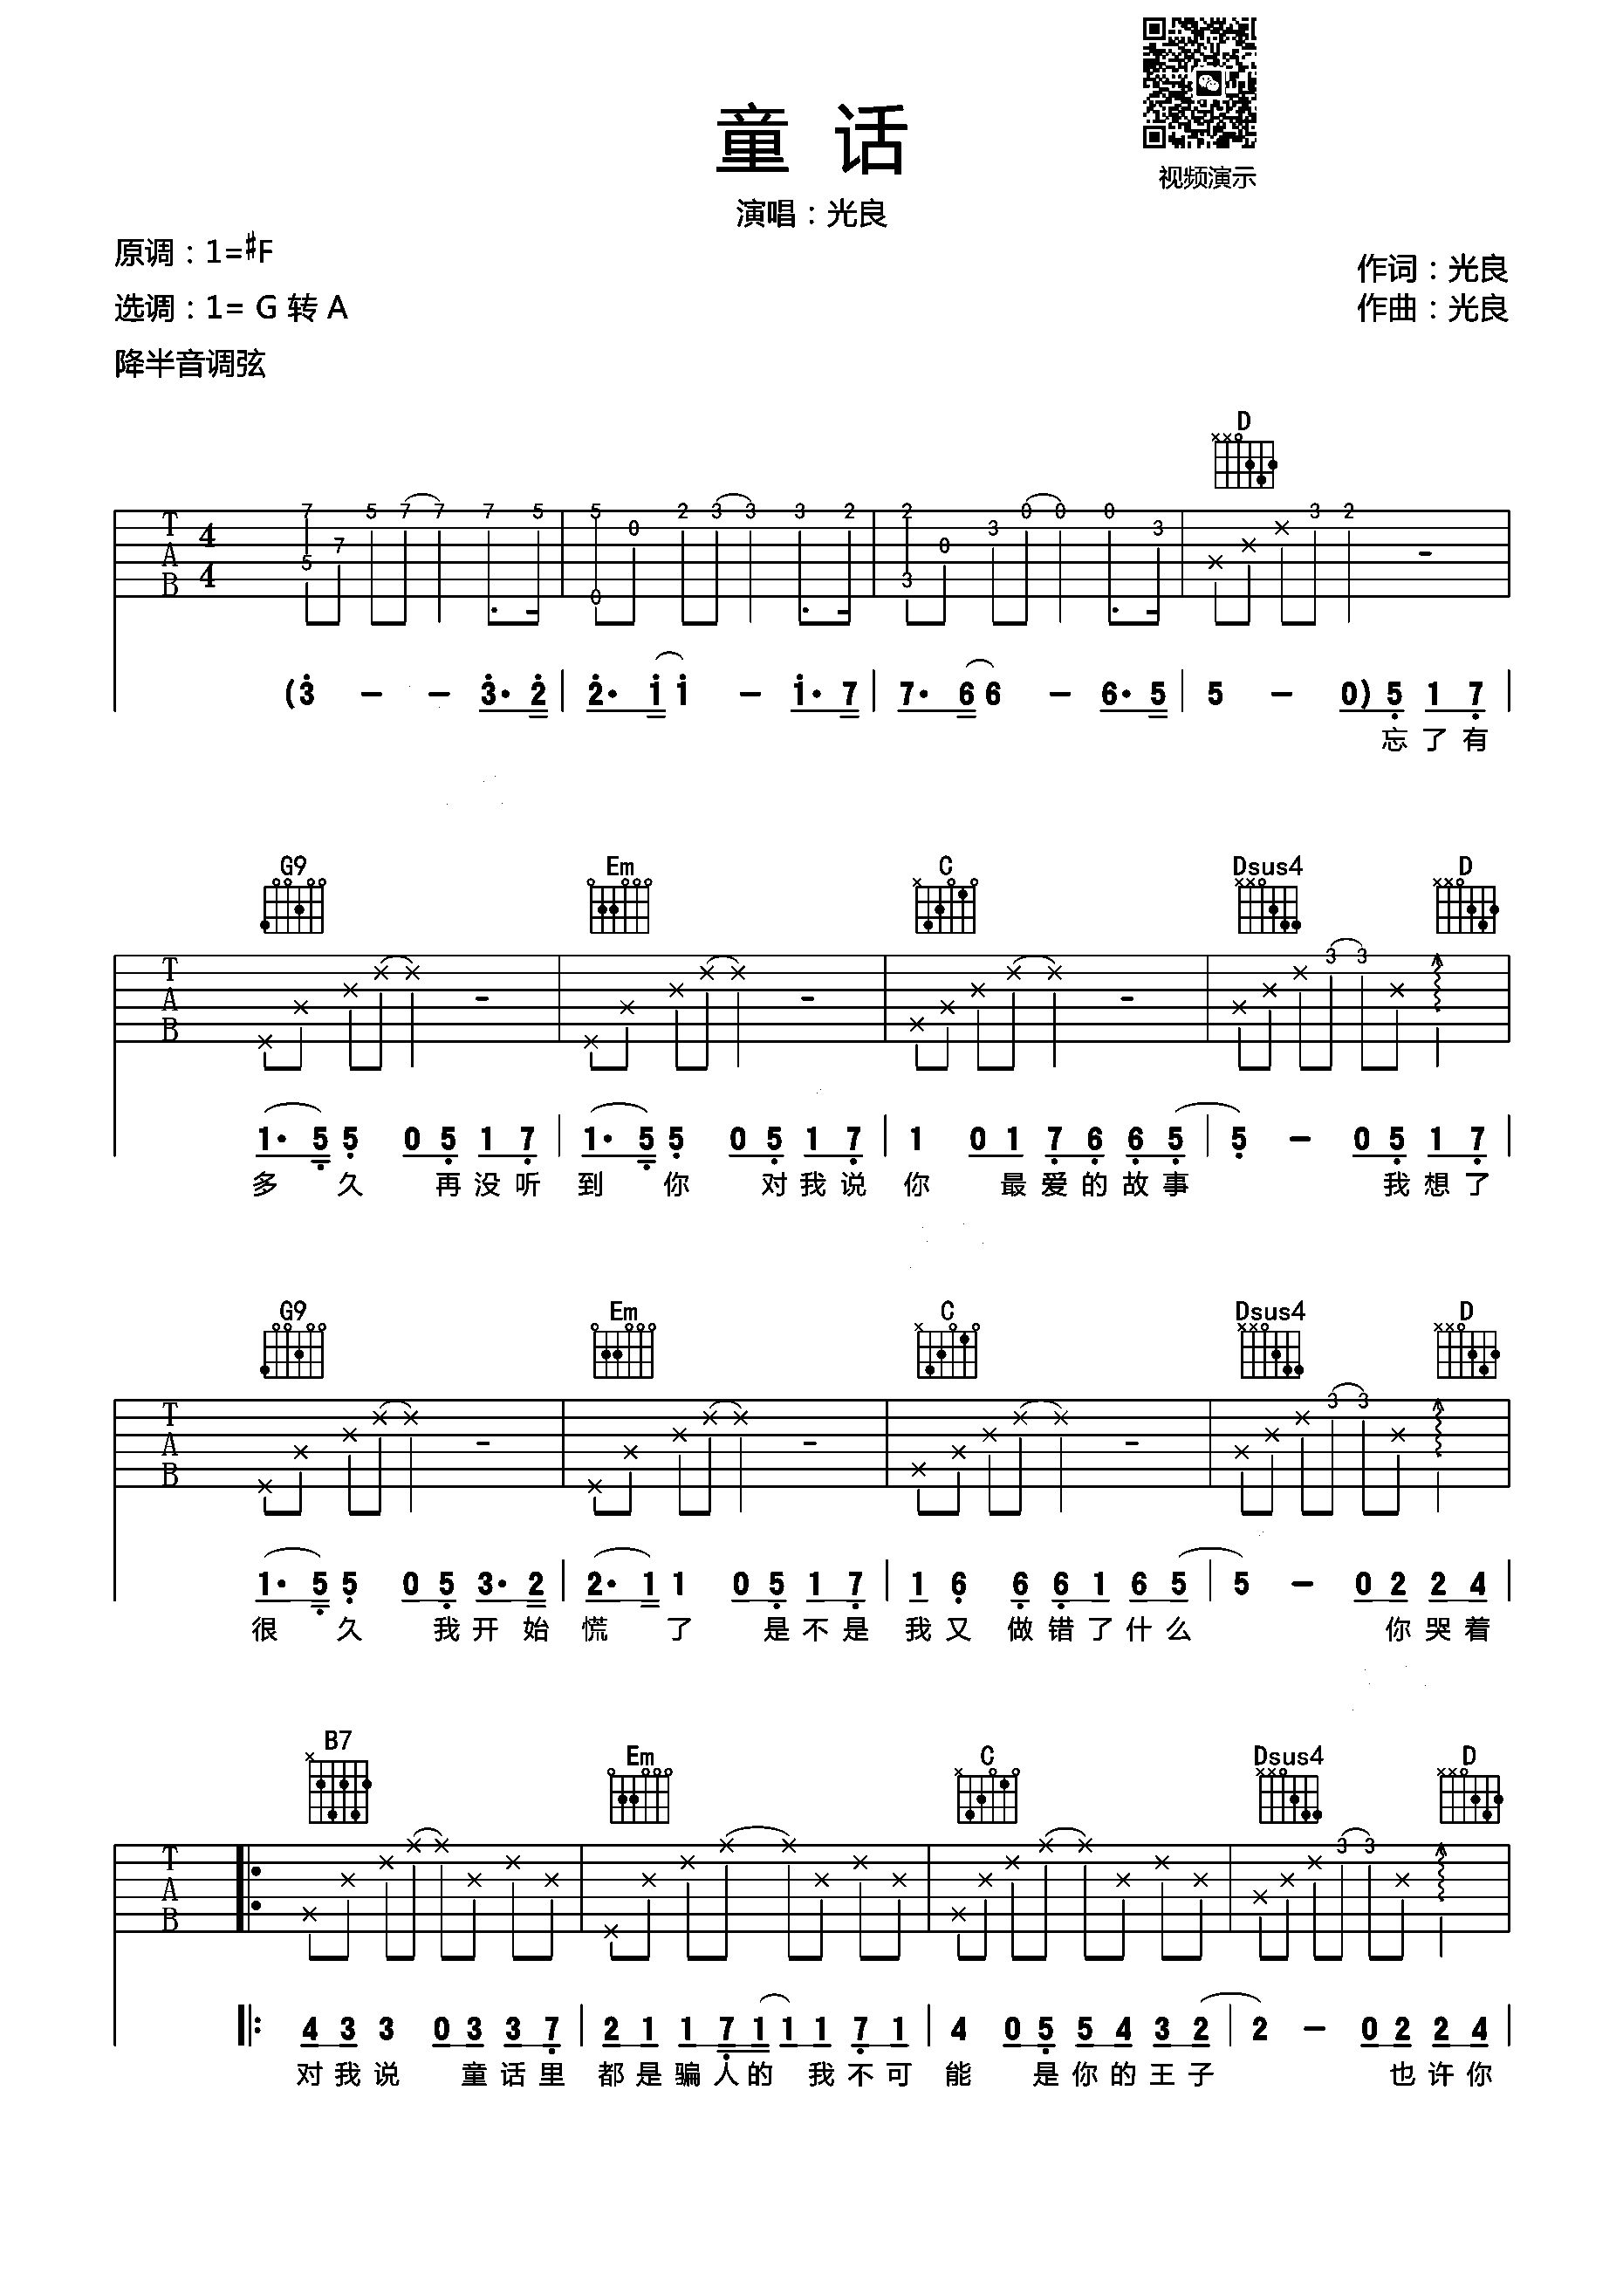 童 话
视频演示
演唱：光良
原调：1=#F
作词：光良
选调：1= G 转 A
作曲：光良
降半音调弦
D
T 4 7 5 7 7 7 5 5 0 2 3 3 3 2 2 3 0 0 0 3 3 2
A 4 5 7 0 3 0
B
(3 - - 3· 2 | 2· 1 1 - 1· 7 | 7· 6 6 - 6· 5 | 5 - 0) 5 1 7 |
忘 了 有
G9 Em C Dsus4 D
T 3 3
A
B
1· 5 5 0 5 1 7 | 1· 5 5 0 5 1 7 | 1 0 1 7 6 6 5 | 5 - 0 5 1 7 |
多 久 再 没 听 到 你 对 我 说 你 最 爱 的 故 事 我 想 了
G9 Em C Dsus4 D
T 3 3
A
B
1· 5 5 0 5 3· 2 | 2· 1 1 0 5 1 7 | 1 6 6 6 1 6 5 | 5 - 0 2 2 4 |
很 久 我 开 始 慌 了 是 不 是 我 又 做 错 了 什 么 你 哭 着
B7 Em C Dsus4 D
T 3 3
A
B
4 3 3 0 3 3 7 | 2 1 1 7 1 1 1 7 1 | 4 0 5 5 4 3 2 | 2 - 0 2 2 4 |
对 我 说 童 话 里 都 是 骗 人 的 我 不 可 能 是 你 的 王 子 也 许 你